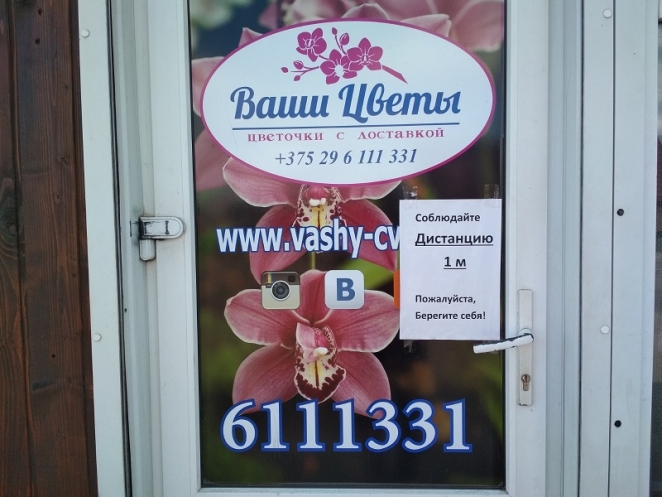 Ваши Цветы
цветочки с доставкой
+375 29 6 111 331
www.vashy-cv
Соблюдайте
Дистанцию
1 м
Пожалуйста,
Берегите себя!
В
6111331